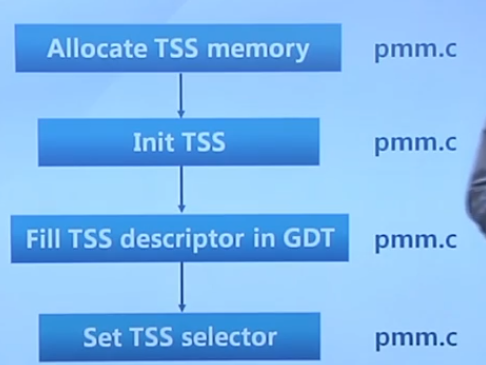 Allocate TSS memory pmm.c
Init TSS pmm.c
Fill TSS descriptor in GDT pmm.c
Set TSS selector pmm.c